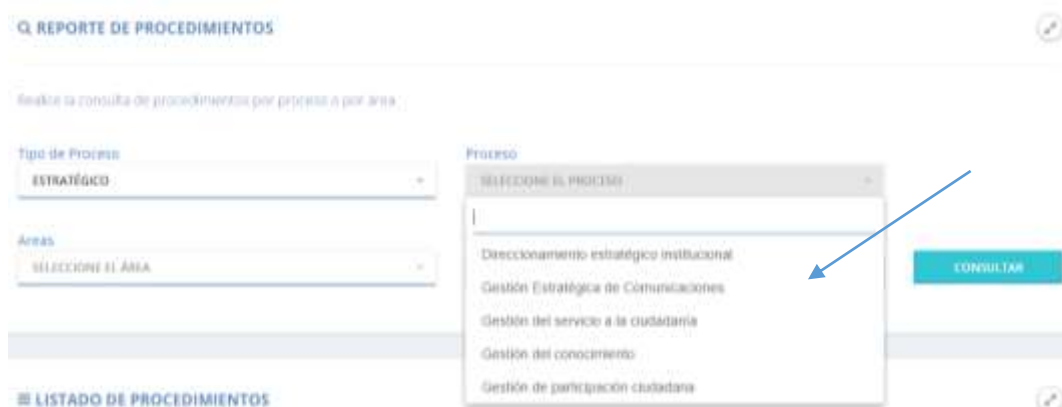 REPORTE DE PROCEDIMIENTOS
Realice la consulta de procedimientos por proceso o por área
Tipo de Proceso
Proceso
ESTRATÉGICO
SELECCIONE EL PROCESO
Areas
SELECCIONE EL ÁREA
Direccionamiento estratégico institucional
Gestión Estratégica de Comunicaciones
Gestión del servicio a la ciudadanía
Gestión del conocimiento
Gestión de participación ciudadana
CONSULTAR
LISTADO DE PROCEDIMIENTOS